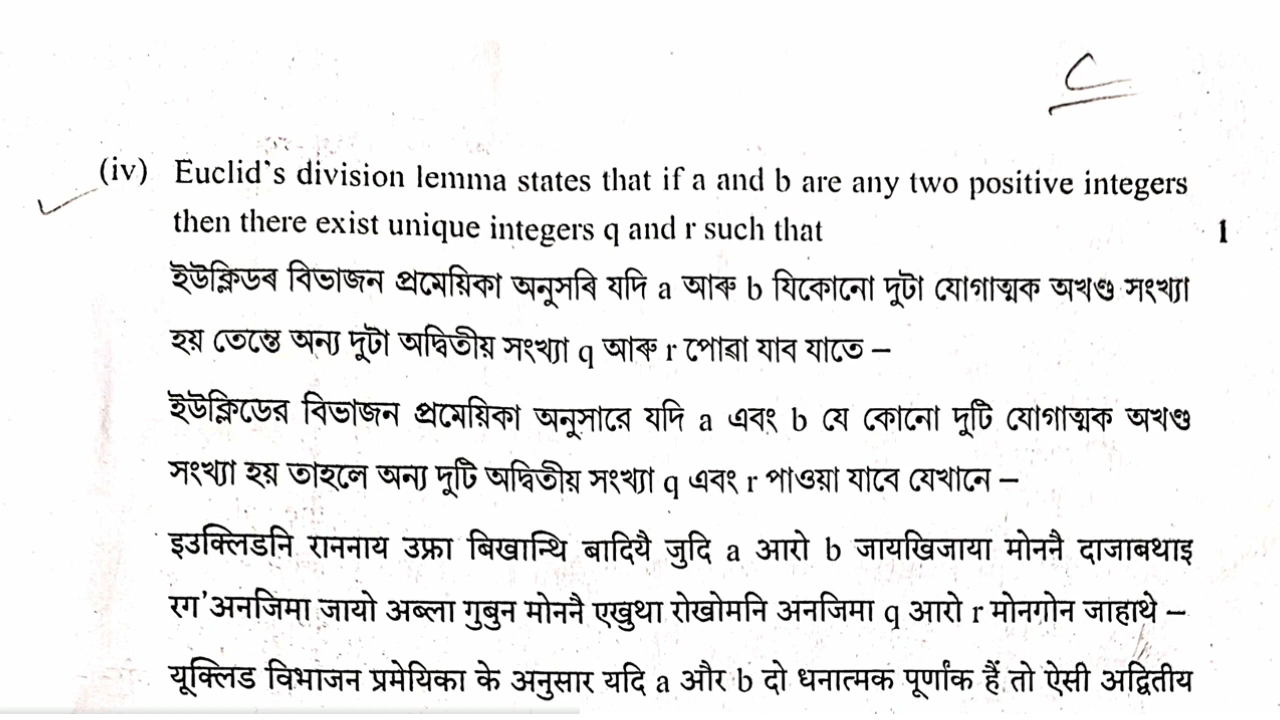 (iv) Euclid's division lemma states that if a and b are any two positive integers
then there exist unique integers q and r such that 1
ইউক্লিডৰ বিভাজন প্ৰমেয়িকা অনুসৰি যদি a আৰু b যিকোনো দুটা যোগাত্মক অখণ্ড সংখ্যা
হয় তেন্তে অন্য দুটা অদ্বিতীয় সংখ্যা q আৰু r পোৱা যাব যাতে –
ইউক্লিডের বিভাজন প্রমেয়িকা অনুসারে যদি a এবং b যে কোনো দুটি যোগাত্মক অখণ্ড
সংখ্যা হয় তাহলে অন্য দুটি অদ্বিতীয় সংখ্যা q এবং r পাওয়া যাবে যেখানে –
इउक्लिडनि राननाय उफ्रा बिखान्थि बादियै जुदि a आरो b जायखिजाया मोननै दाजाबथाइ
रग'अनजिमा जायो अब्ला गुबुन मोननै एखुथा रोखोमनि अनजिमा q आरो r मोनगोन जाहाथे –
यूक्लिड विभाजन प्रमेयिका के अनुसार यदि a और b दो धनात्मक पूर्णांक हैं तो ऐसी अद्वितीय